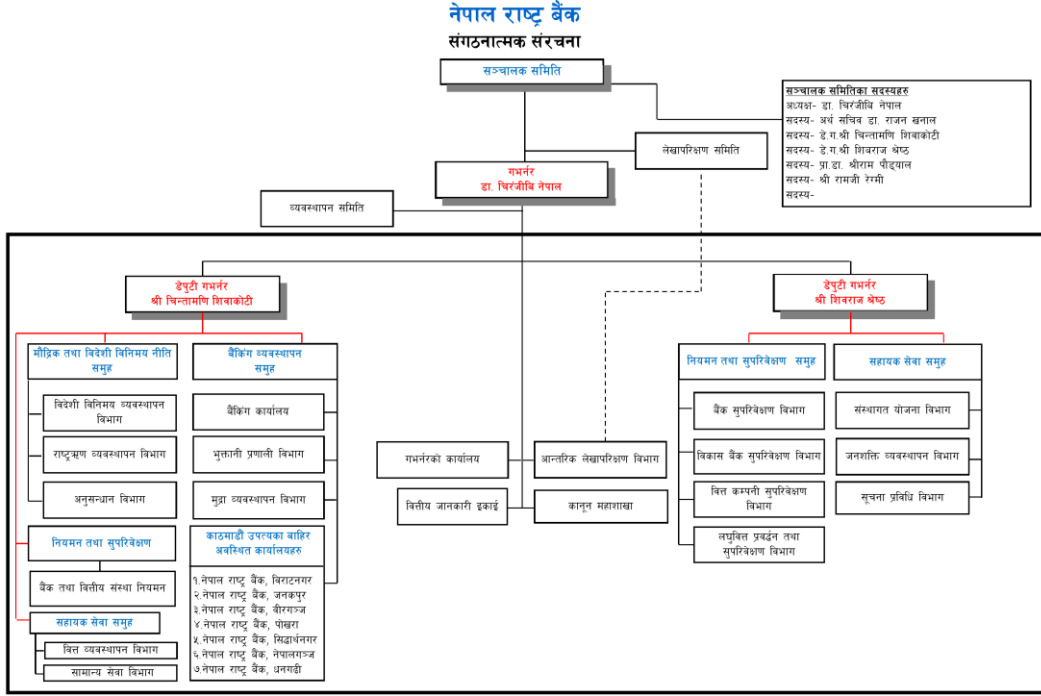 नेपाल राष्ट्र बैंक
संगठनात्मक संरचना
सञ्चालक समिति
सञ्चालक समितिका सदस्यहरु
अध्यक्ष- डा. चिरंजीबि नेपाल
सदस्य- अर्थ सचिव डा. राजन खनाल
सदस्य- डे.ग.श्री चिन्तामणि शिवाकोटी
सदस्य- डे.ग.श्री शिवराज श्रेष्ठ
सदस्य- प्रा.डा. श्रीराम पौड्याल
सदस्य- श्री रामजी रेग्मी
सदस्य-
लेखापरिक्षण समिति
गभर्नर
डा. चिरंजीबि नेपाल
व्यवस्थापन समिति
डेपुटी गभर्नर
श्री चिन्तामणि शिवाकोटी
डेपुटी गभर्नर
श्री शिवराज श्रेष्ठ
मौद्रिक तथा विदेशी विनिमय नीति
समुह
विदेशी विनिमय व्यवस्थापन
विभाग
राष्ट्रऋण व्यवस्थापन विभाग
अनुसन्धान विभाग
नियमन तथा सुपरिवेक्षण
बैंक तथा वित्तीय संस्था नियमन
सहायक सेवा समुह
वित्त व्यवस्थापन विभाग
सामान्य सेवा विभाग
बैंकिंग व्यवस्थापन
समुह
बैंकिंग कार्यालय
भुक्तानी प्रणाली विभाग
मुद्रा व्यवस्थापन विभाग
काठमाडौं उपत्यका बाहिर
अवस्थित कार्यालयहरु
१.नेपाल राष्ट्र बैंक, विराटनगर
२.नेपाल राष्ट्र बैंक, जनकपुर
३.नेपाल राष्ट्र बैंक, वीरगञ्ज
४.नेपाल राष्ट्र बैंक, पोखरा
५.नेपाल राष्ट्र बैंक, सिद्धार्थनगर
६.नेपाल राष्ट्र बैंक, नेपालगञ्ज
७.नेपाल राष्ट्र बैंक, धनगढी
गभर्नरको कार्यालय
आन्तरिक लेखापरिक्षण विभाग
वित्तीय जानकारी इकाई
कानून महाशाखा
नियमन तथा सुपरिवेक्षण समुह
बैंक सुपरिवेक्षण विभाग
विकास बैंक सुपरिवेक्षण विभाग
वित्त कम्पनी सुपरिवेक्षण
विभाग
लघुवित्त प्रवर्द्धन तथा
सुपरिवेक्षण विभाग
सहायक सेवा समुह
संस्थागत योजना विभाग
जनशक्ति व्यवस्थापन विभाग
सूचना प्रविधि विभाग